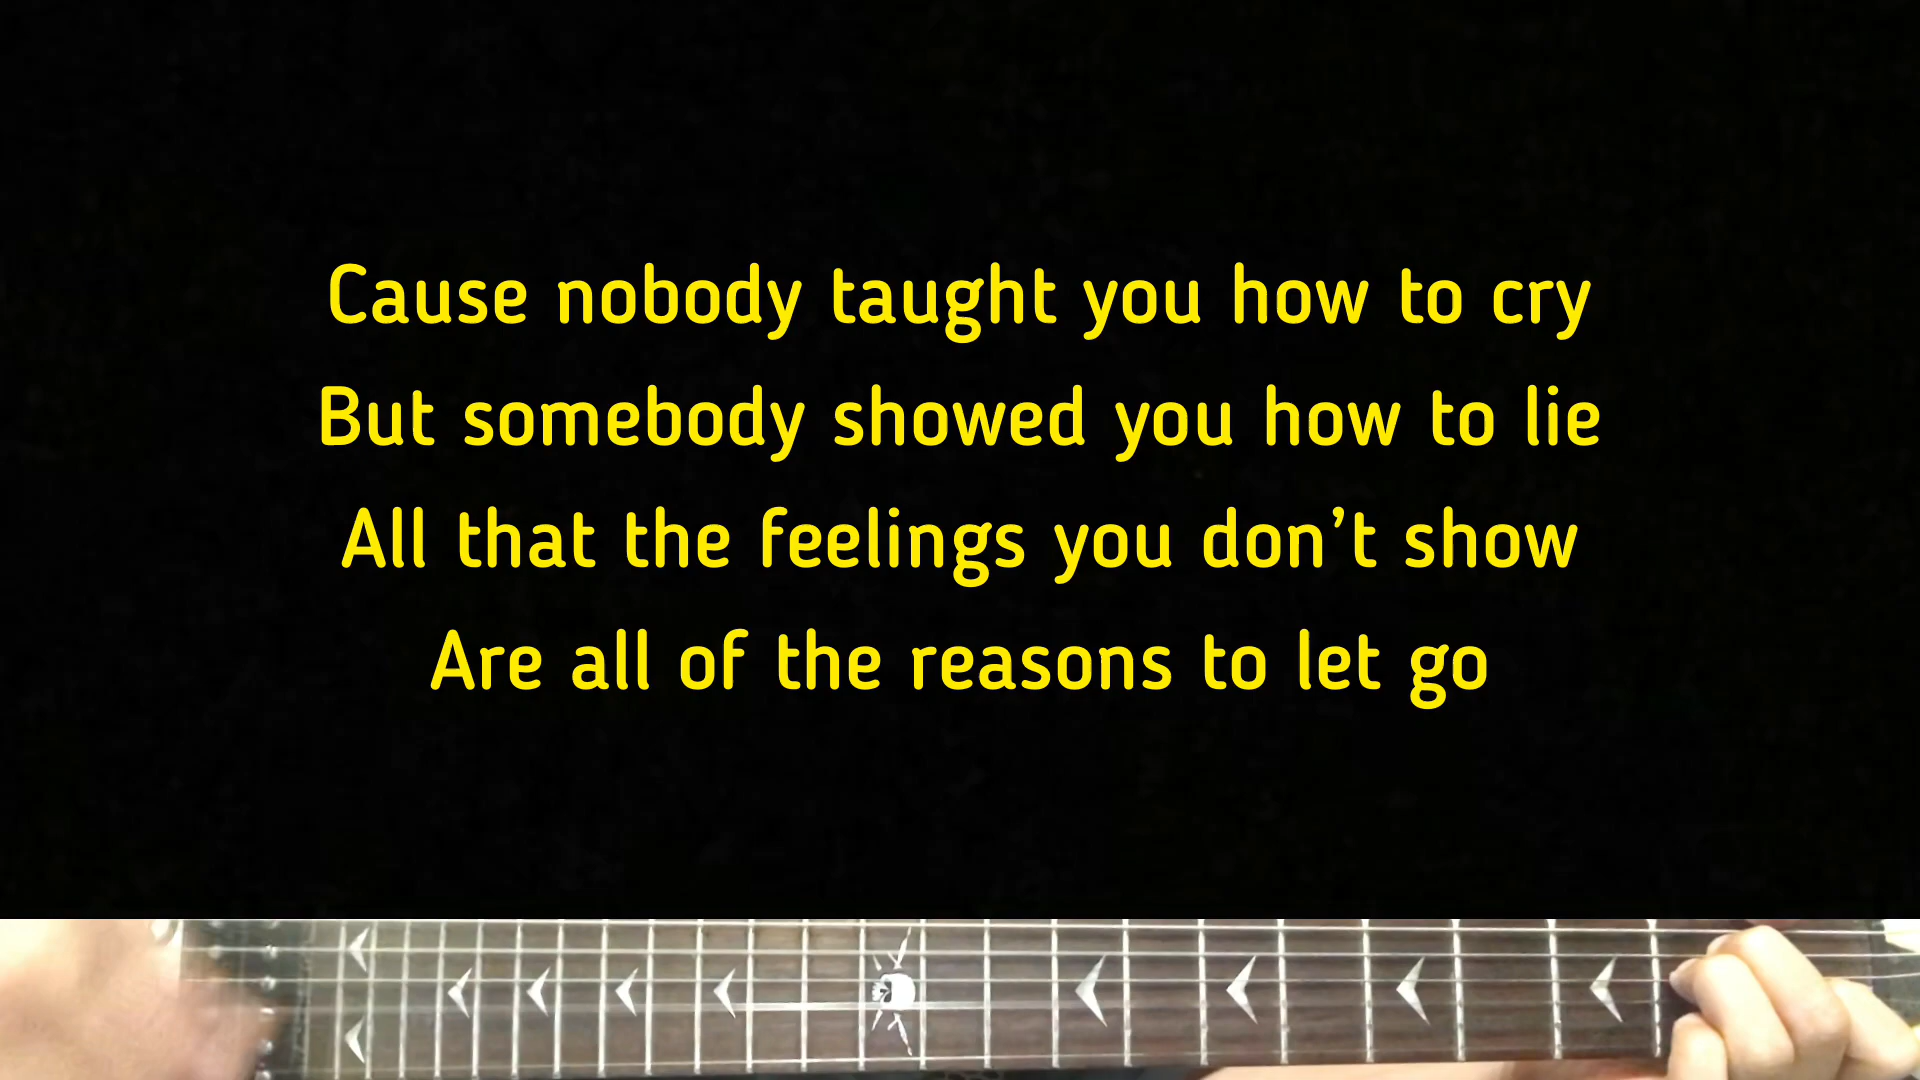 Cause nobody taught you how to cry
But somebody showed you how to lie
All that the feelings you don’t show
Are all of the reasons to let go